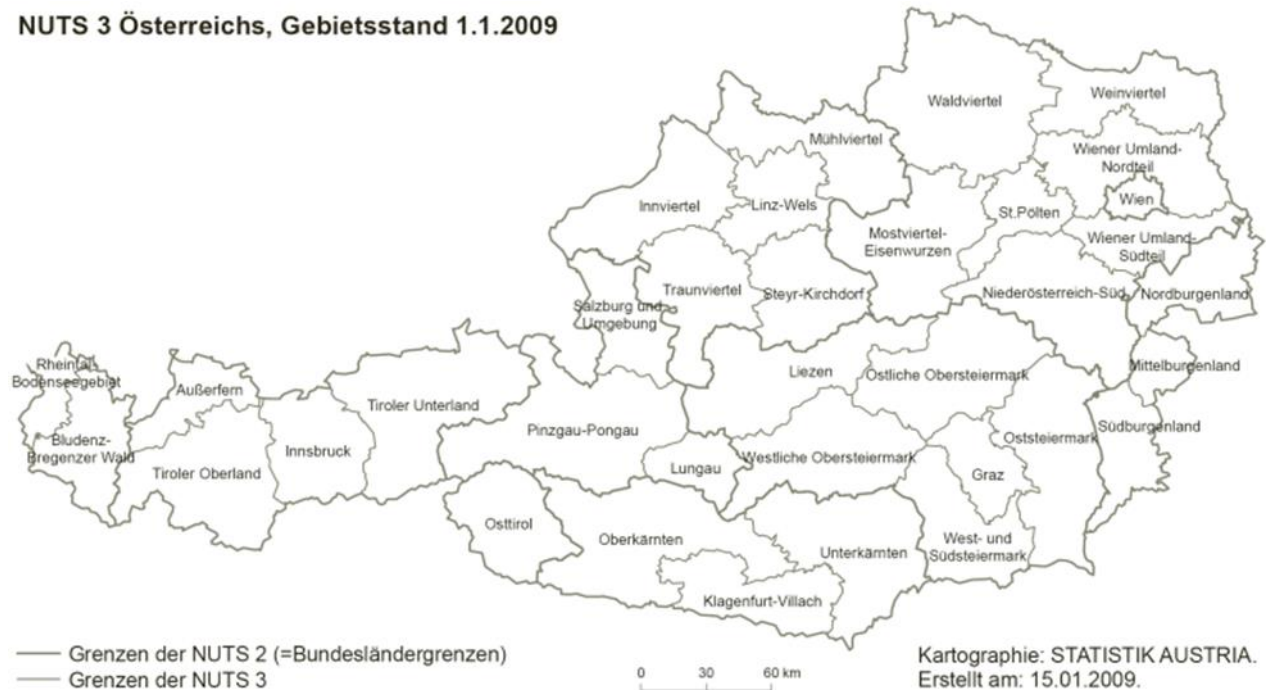 NUTS 3 Österreichs, Gebietsstand 1.1.2009
Waldviertel
Weinviertel
Mühlviertel
Wiener Umland-
Nordteil
Wien
Innviertel
Linz-Wels
St.Pölten
Mostviertel-
Eisenwurzen
Wiener Umland-
Südteil
Traunviertel
Steyr-Kirchdorf
Niederösterreich-Süd
Nordburgenland
Salzburg und
Umgebung
Rheintal-
Bodenseegebiet
Außerfern
Liezen
Östliche Obersteiermark
Mittelburgenland
Tiroler Unterland
Pinzgau-Pongau
Südburgenland
Bludenz-
Bregenzer Wald
Innsbruck
Oststeiermark
Tiroler Oberland
Lungau
Westliche Obersteiermark
Graz
Osttirol
Oberkärnten
Unterkärnten
West- und
Südsteiermark
Klagenfurt-Villach
Grenzen der NUTS 2 (=Bundesländergrenzen)
Grenzen der NUTS 3
0 30 60 km
Kartographie: STATISTIK AUSTRIA.
Erstellt am: 15.01.2009.